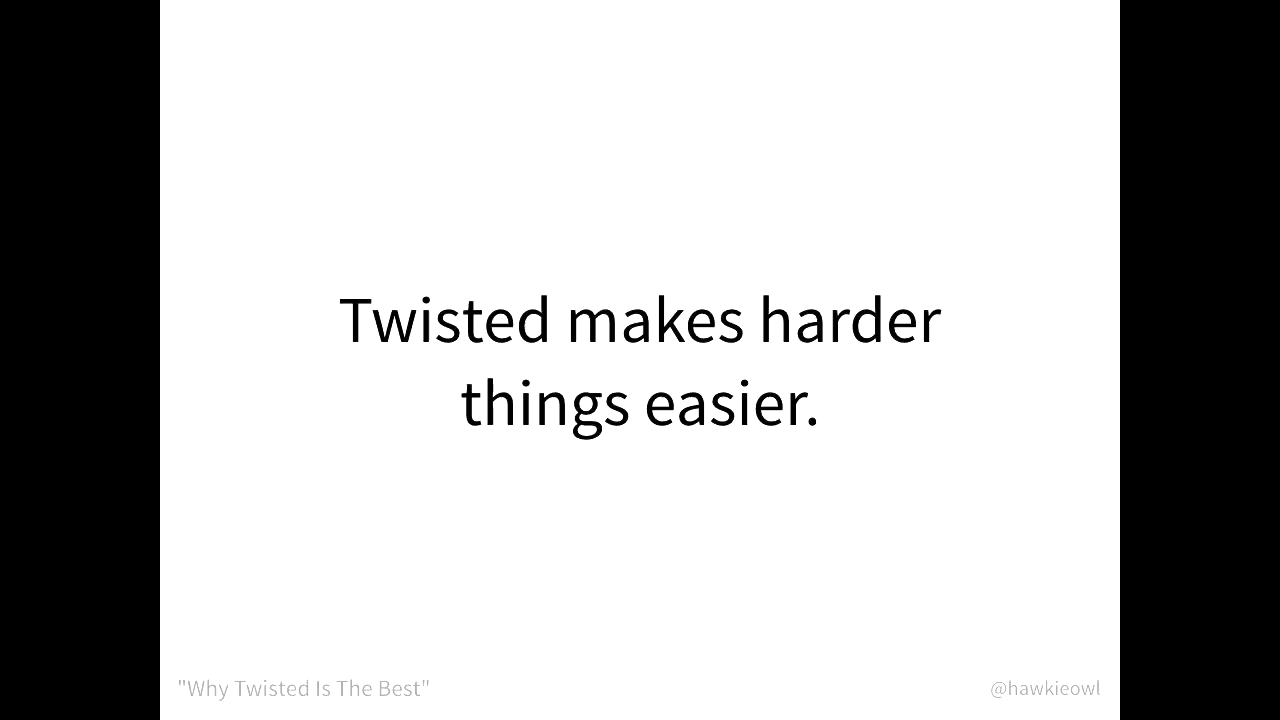 Twisted makes harder
things easier.
"Why Twisted Is The Best"
@hawkieowl